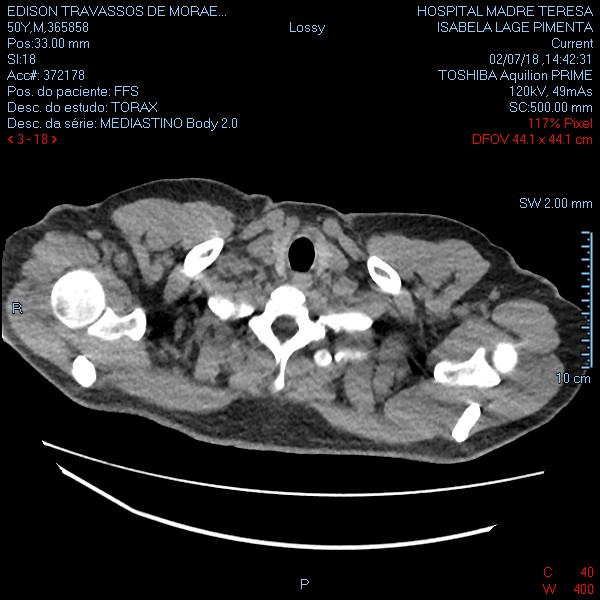 EDISON TRAVASSOS DE MORAE...
50Y,M,365858
Pos:33.00 mm
SI:18
Acc#: 372178
Pos. do paciente: FFS
Desc. do estudo: TORAX
Desc. da série: MEDIASTINO Body 2.0
< 3 - 18 >
Lossy
HOSPITAL MADRE TERESA
ISABELA LAGE PIMENTA
Current
02/07/18 ,14:42:31
TOSHIBA Aquilion PRIME
120kV, 49mAs
SC:500.00 mm
117% Pixel
DFOV 44.1 x 44.1 cm
SW 2.00 mm
R
10 cm
P
C 40
W 400